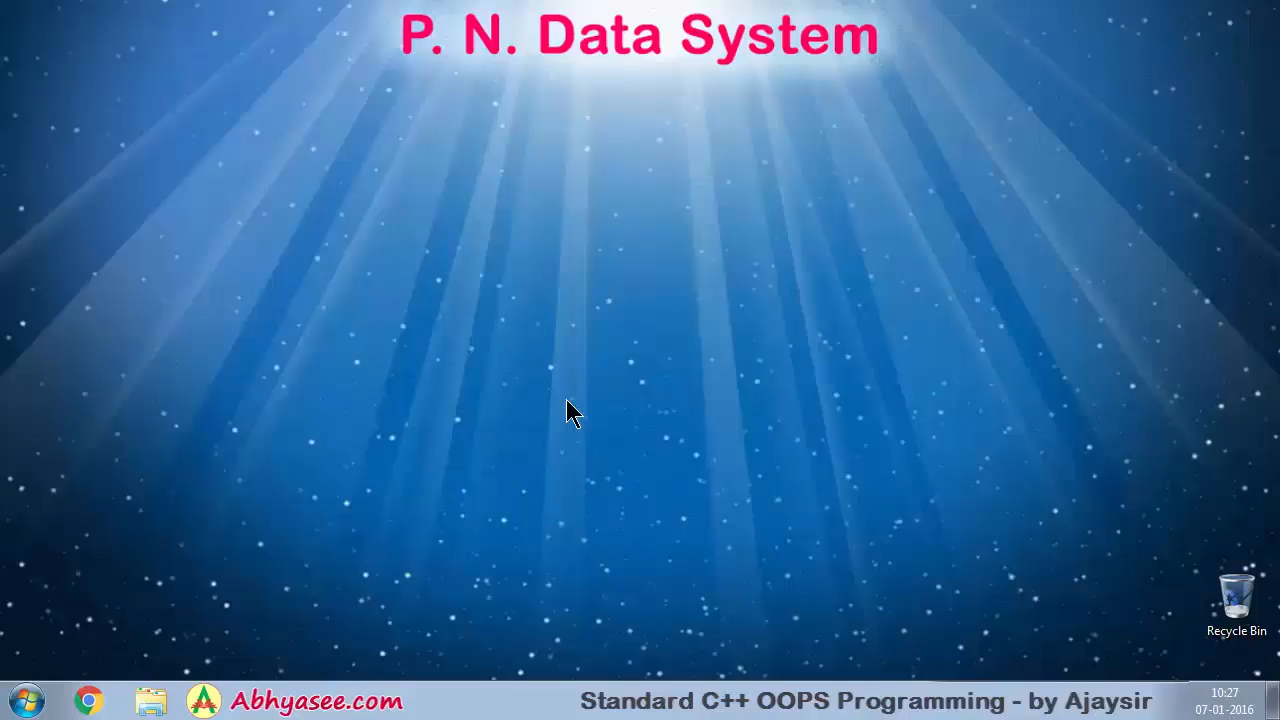 P. N. Data System
Recycle Bin
Abhyasee.com
Standard C++ OOPS Programming - by Ajaysir
10:27
07-01-2016